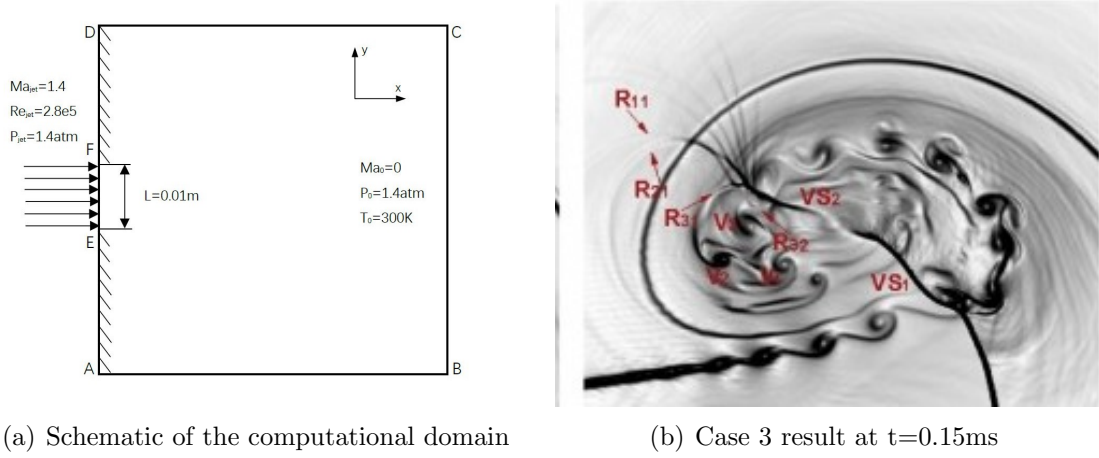 D
C
y
x
Ma_jet=1.4
Re_jet=2.8e5
P_jet=1.4atm
F
L=0.01m
Ma₀=0
P₀=1.4atm
T₀=300K
E
A
B
R₁₁
R₂₁
R₃₁
VS₂
R₃₂
VS₁
(a) Schematic of the computational domain
(b) Case 3 result at t=0.15ms